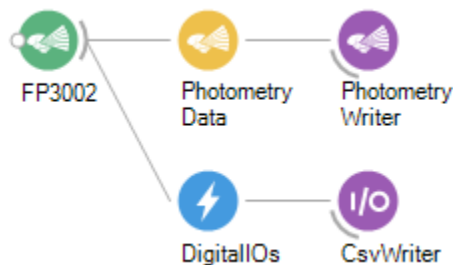 FP3002
Photometry
Data
Photometry
Writer
DigitalIOs
I/O
CsvWriter